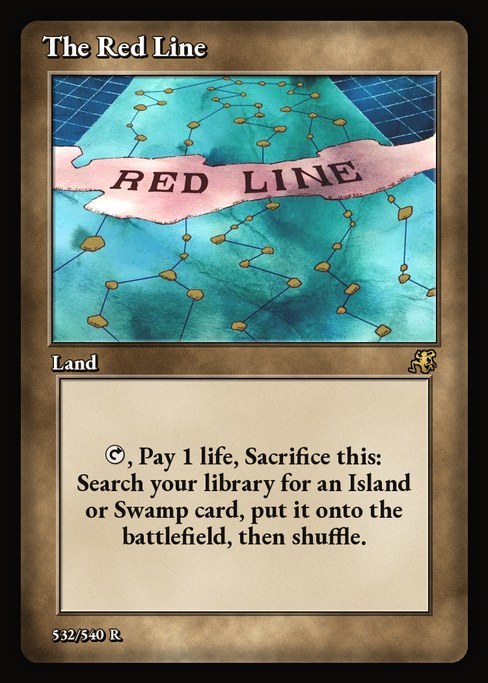 The Red Line
RED LINE
Land
, Pay 1 life, Sacrifice this:
Search your library for an Island
or Swamp card, put it onto the
battlefield, then shuffle.
532/540 R